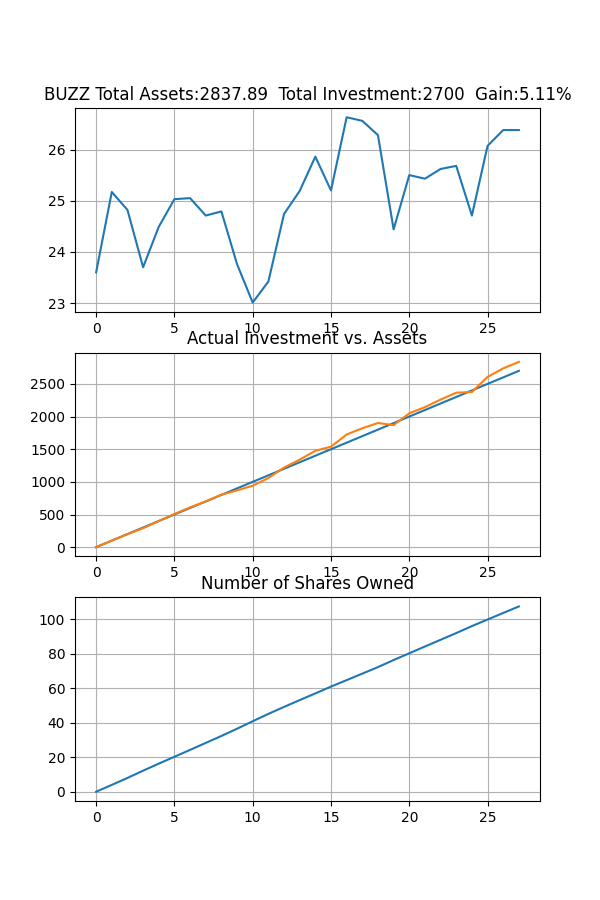 BUZZ Total Assets:2837.89  Total Investment:2700  Gain:5.11%
26
25
24
23
0 5 10 15 20 25
Actual Investment vs. Assets
2500
2000
1500
1000
500
0
0 5 10 15 20 25
Number of Shares Owned
100
80
60
40
20
0
0 5 10 15 20 25